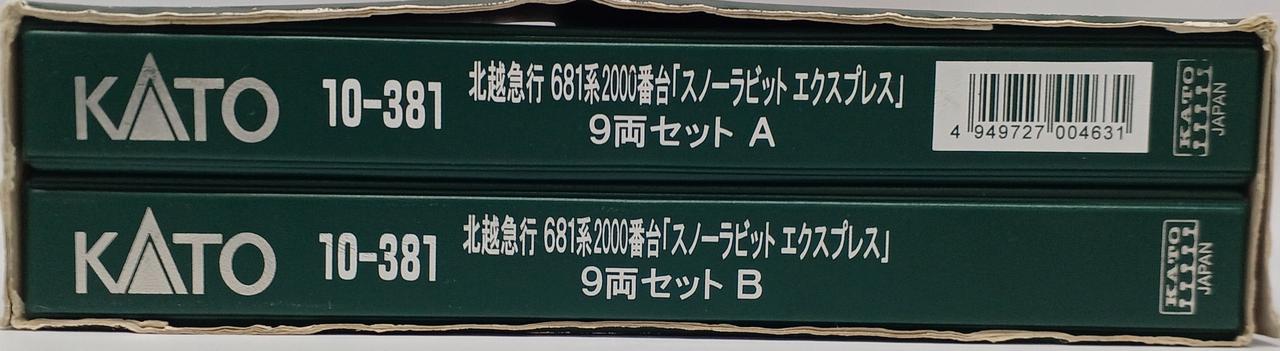 KATO
10-381
北越急行 681系2000番台「スノーラビット エクスプレス」
9両セット A
4 949727 004631
KATO
JAPAN
KATO
10-381
北越急行 681系2000番台「スノーラビット エクスプレス」
9両セット B
KATO
JAPAN